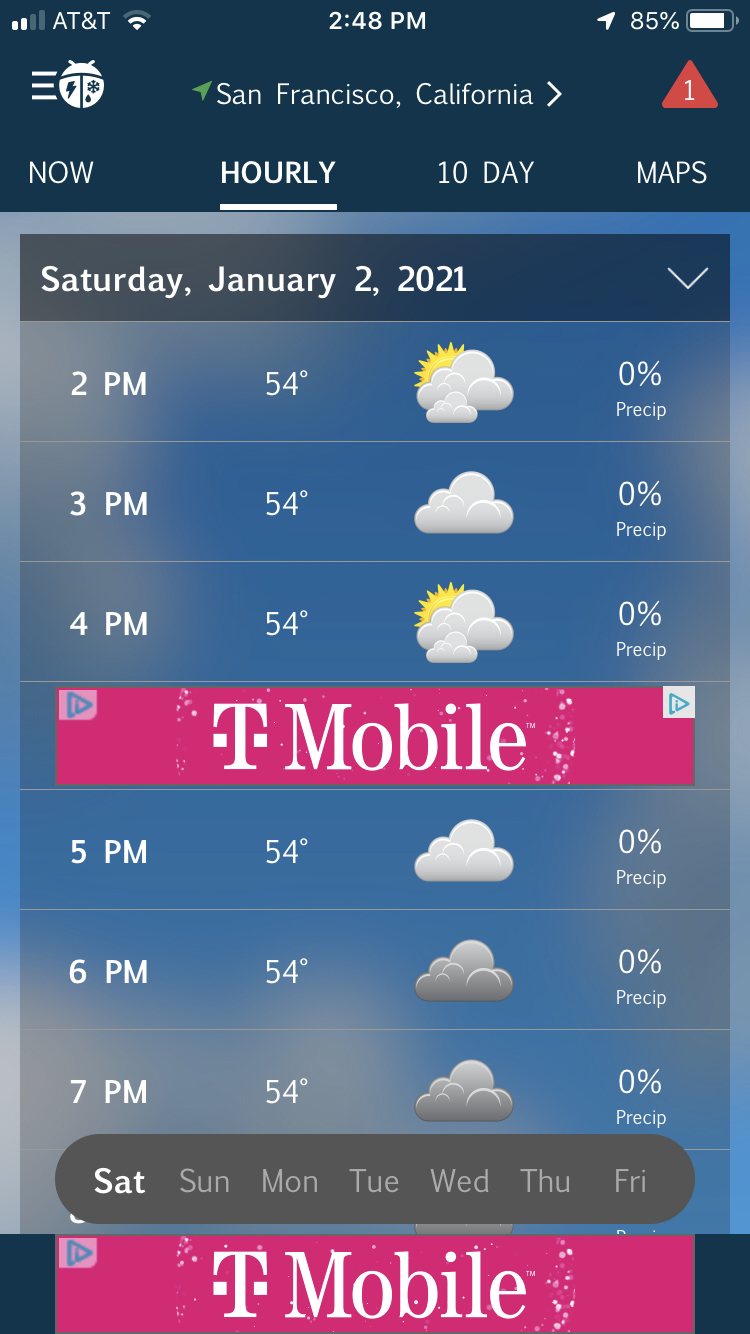 AT&T 2:48 PM 85%
San Francisco, California 1
NOW HOURLY 10 DAY MAPS
Saturday, January 2, 2021
2 PM 54° 0%
Precip
3 PM 54° 0%
Precip
4 PM 54° 0%
Precip
T Mobile™
5 PM 54° 0%
Precip
6 PM 54° 0%
Precip
7 PM 54° 0%
Precip
Sat Sun Mon Tue Wed Thu Fri
T Mobile™